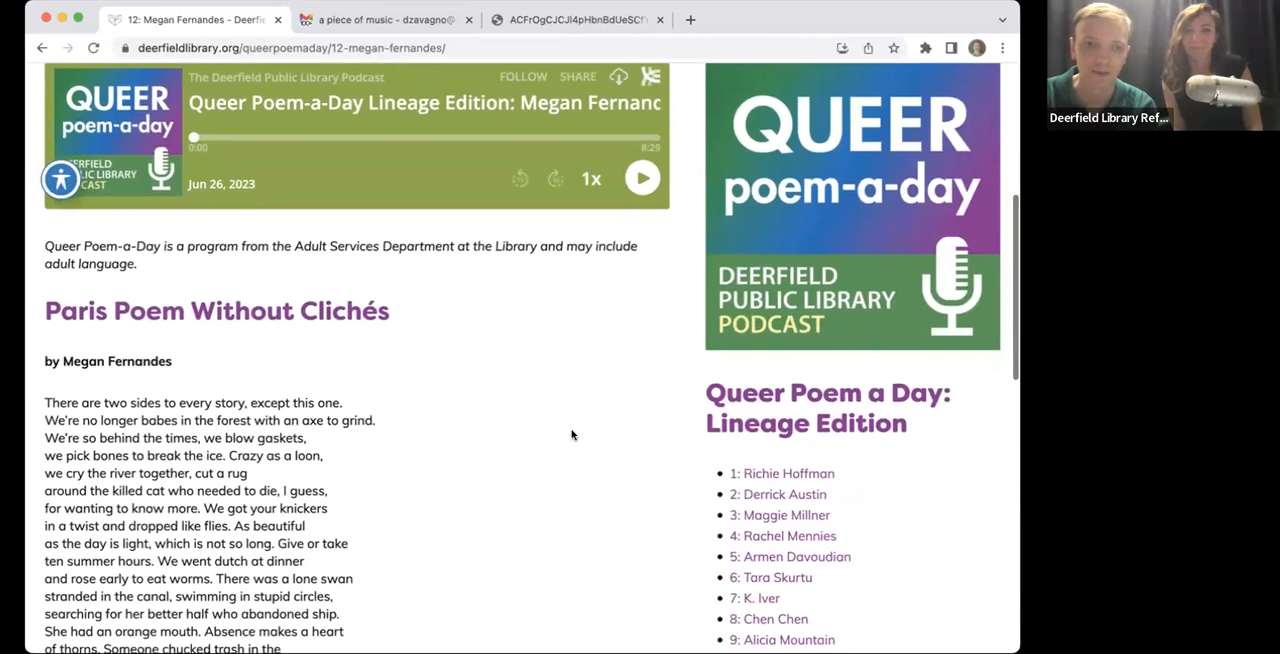 12: Megan Fernandes - Deerfie
a piece of music - dzavagno@
deerfieldlibrary.org/queerpoemaday/12-megan-fernandes/
QUEER
poem-a-day
DEERFIELD
PUBLIC LIBRARY
PODCAST
The Deerfield Public Library Podcast
FOLLOW SHARE
Queer Poem-a-Day Lineage Edition: Megan Fernanc
0:00
8:29
Jun 26, 2023
1x
Queer Poem-a-Day is a program from the Adult Services Department at the Library and may include
adult language.
Paris Poem Without Clichés
by Megan Fernandes
There are two sides to every story, except this one.
We're no longer babes in the forest with an axe to grind.
We're so behind the times, we blow gaskets,
we pick bones to break the ice. Crazy as a loon,
we cry the river together, cut a rug
around the killed cat who needed to die, I guess,
for wanting to know more. We got your knickers
in a twist and dropped like flies. As beautiful
as the day is light, which is not so long. Give or take
ten summer hours. We went dutch at dinner
and rose early to eat worms. There was a lone swan
stranded in the canal, swimming in stupid circles,
searching for her better half who abandoned ship.
She had an orange mouth. Absence makes a heart
of thorns. Someone chucked trash in the
QUEER
poem-a-day
DEERFIELD
PUBLIC LIBRARY
PODCAST
Queer Poem a Day:
Lineage Edition
1: Richie Hoffman
2: Derrick Austin
3: Maggie Millner
4: Rachel Mennies
5: Armen Davoudian
6: Tara Skurtu
7: K. Iver
8: Chen Chen
9: Alicia Mountain
Deerfield Library Ref...